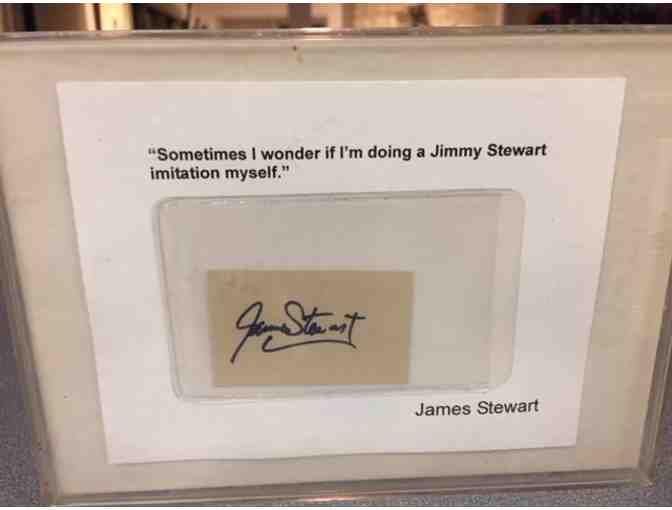 “Sometimes I wonder if I’m doing a Jimmy Stewart
imitation myself.”
James Stewart
James Stewart